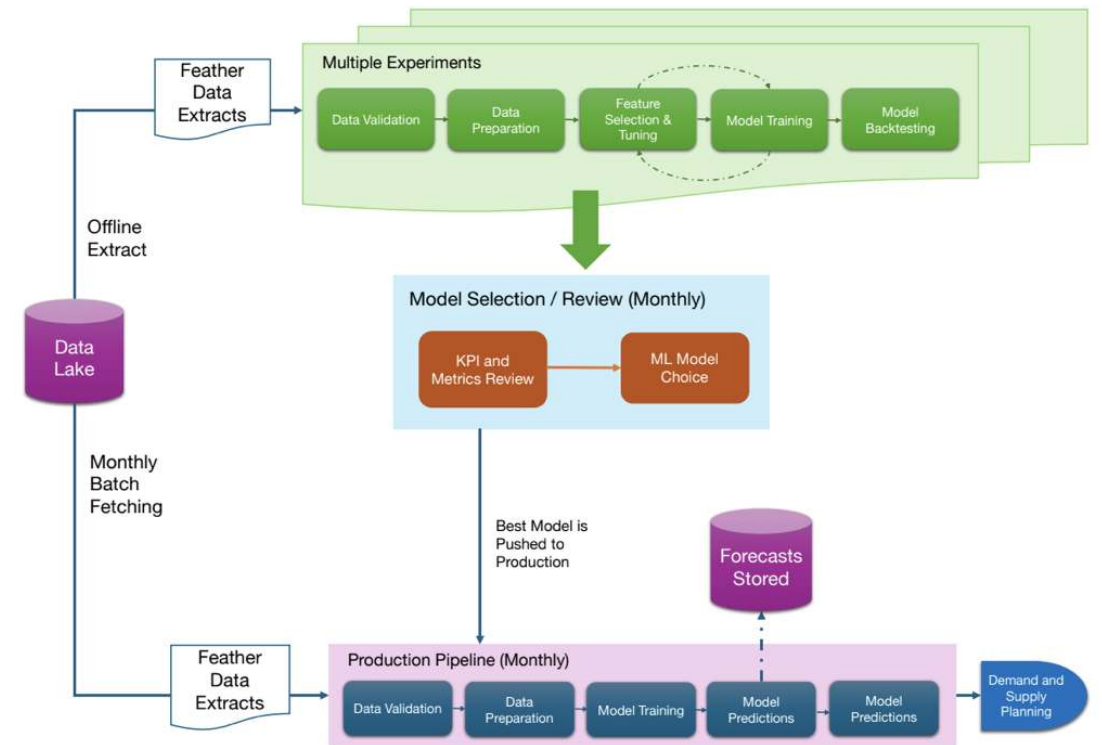 Feather
Data
Extracts
Multiple Experiments
Data Validation
Data
Preparation
Feature
Selection &
Tuning
Model Training
Model
Backtesting
Offline
Extract
Data
Lake
Model Selection / Review (Monthly)
KPI and
Metrics Review
ML Model
Choice
Monthly
Batch
Fetching
Best Model is
Pushed to
Production
Forecasts
Stored
Feather
Data
Extracts
Production Pipeline (Monthly)
Data Validation
Data
Preparation
Model Training
Model
Predictions
Model
Predictions
Demand and
Supply
Planning